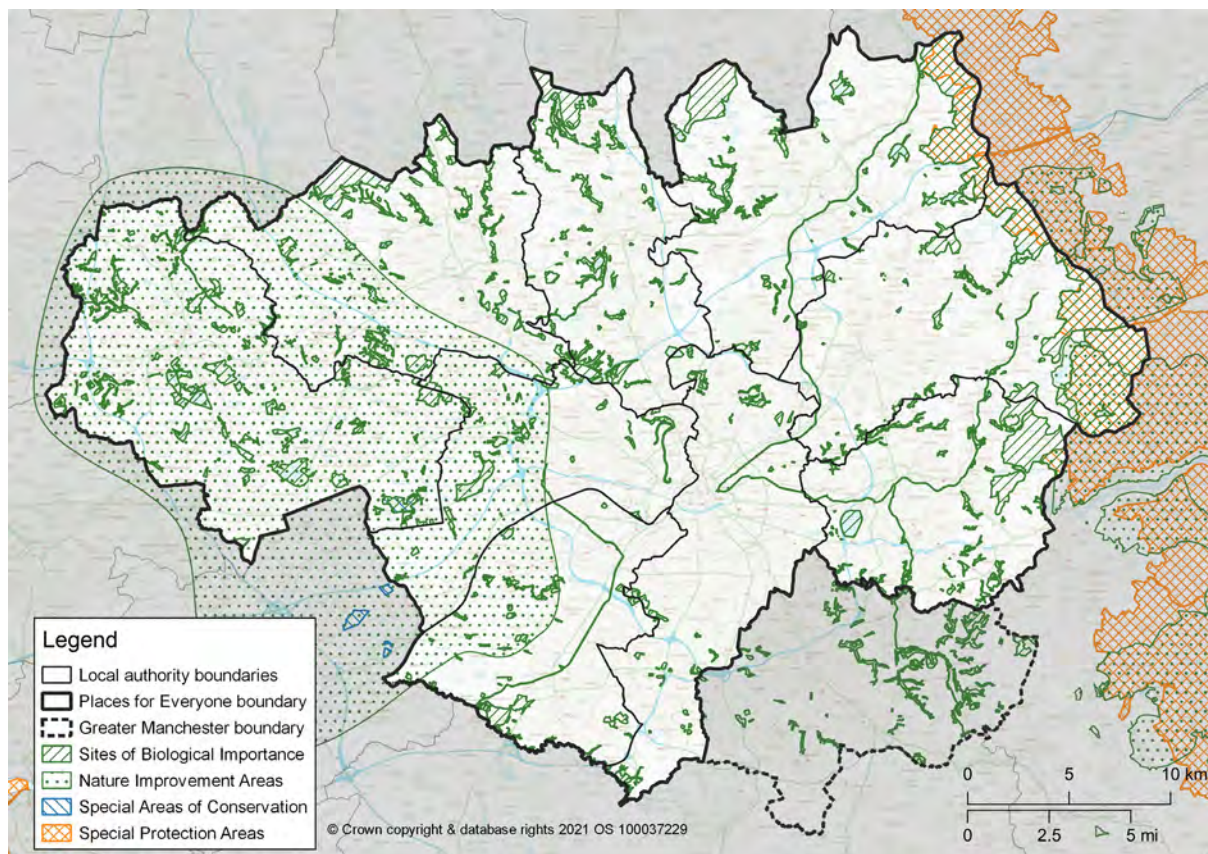 Legend
Local authority boundaries
Places for Everyone boundary
Greater Manchester boundary
Sites of Biological Importance
Nature Improvement Areas
Special Areas of Conservation
Special Protection Areas
© Crown copyright & database rights 2021 OS 100037229
0 5 10 km
0 2.5 5 mi